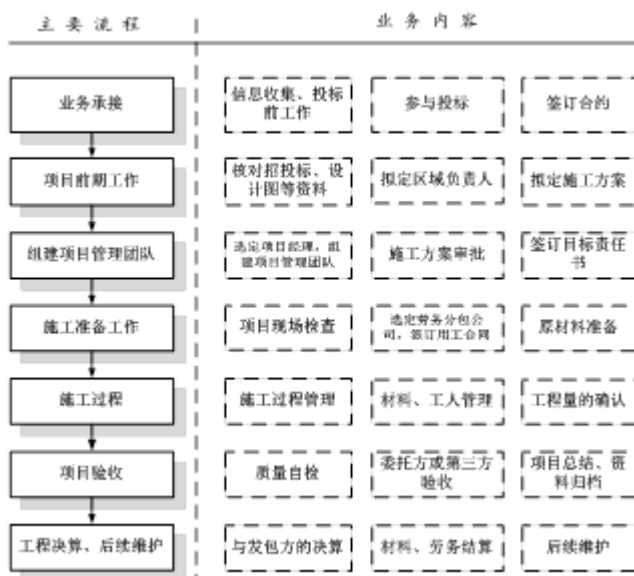 主要流程
业务内容
业务承接
信息收集、投标
前工作
参与投标
签订合约
项目前期工作
核对招投标、设
计图等资料
拟定区域负责人
拟定施工方案
组建项目管理团队
选定项目经理，组
建项目管理团队
施工方案审批
签订目标责任
书
施工准备工作
项目现场检查
选定劳务分包公
司，签订用工合同
原材料准备
施工过程
施工过程管理
材料、工人管理
工程量的确认
项目验收
质量自检
委托方或第三方
验收
项目总结、资
料归档
工程决算、后续维护
与发包方的决算
材料、劳务结算
后续维护